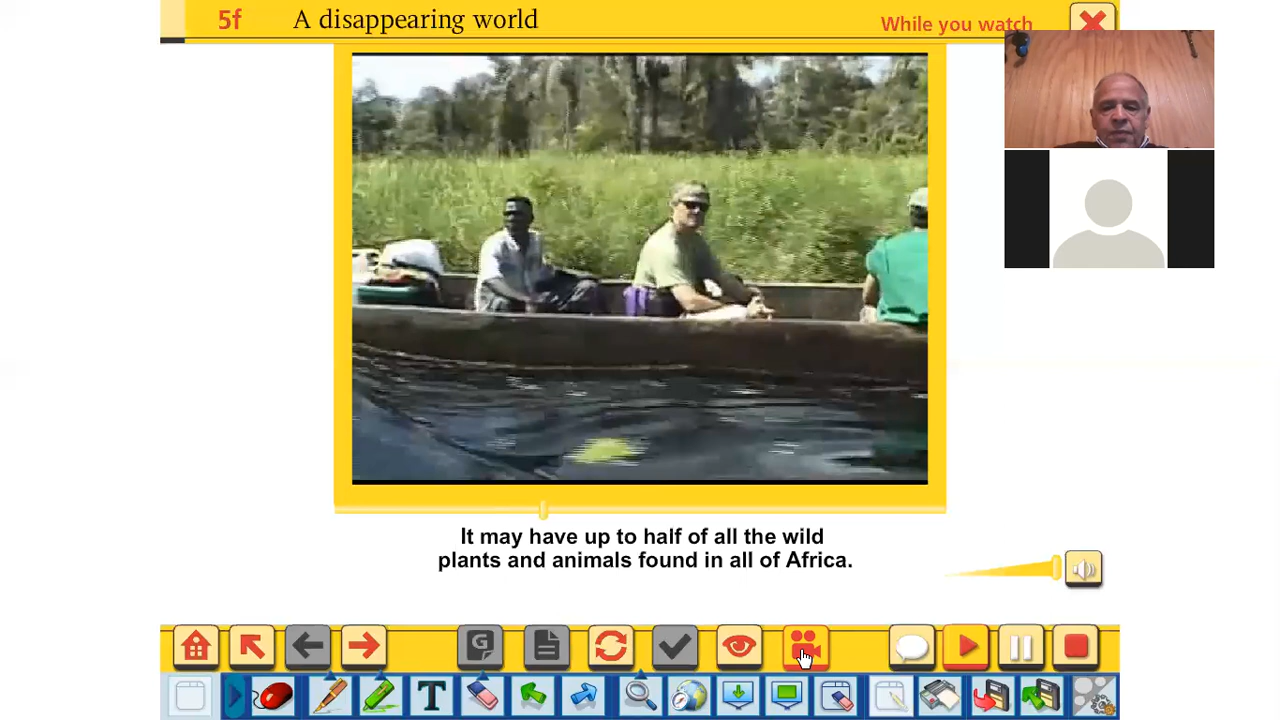 5f A disappearing world While you watch
It may have up to half of all the wild
plants and animals found in all of Africa.
G
T